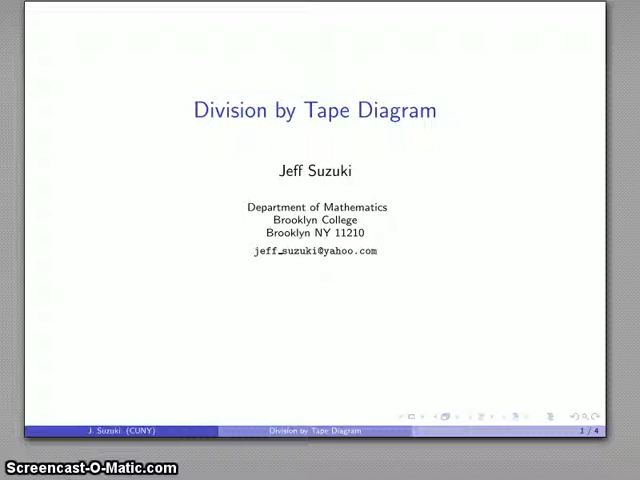 Division by Tape Diagram
Jeff Suzuki
Department of Mathematics
Brooklyn College
Brooklyn NY 11210
jeff_suzuki@yahoo.com
J. Suzuki (CUNY)
Division by Tape Diagram
1 / 4
Screencast-O-Matic.com